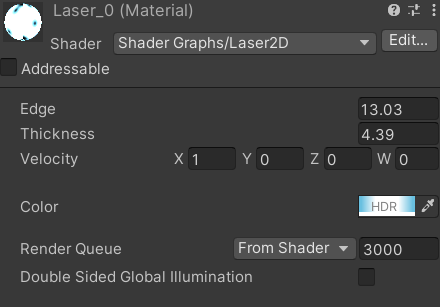 Laser_0 (Material)
Shader Shader Graphs/Laser2D Edit...
Addressable
Edge 13.03
Thickness 4.39
Velocity X 1 Y 0 Z 0 W 0
Color HDR
Render Queue From Shader 3000
Double Sided Global Illumination